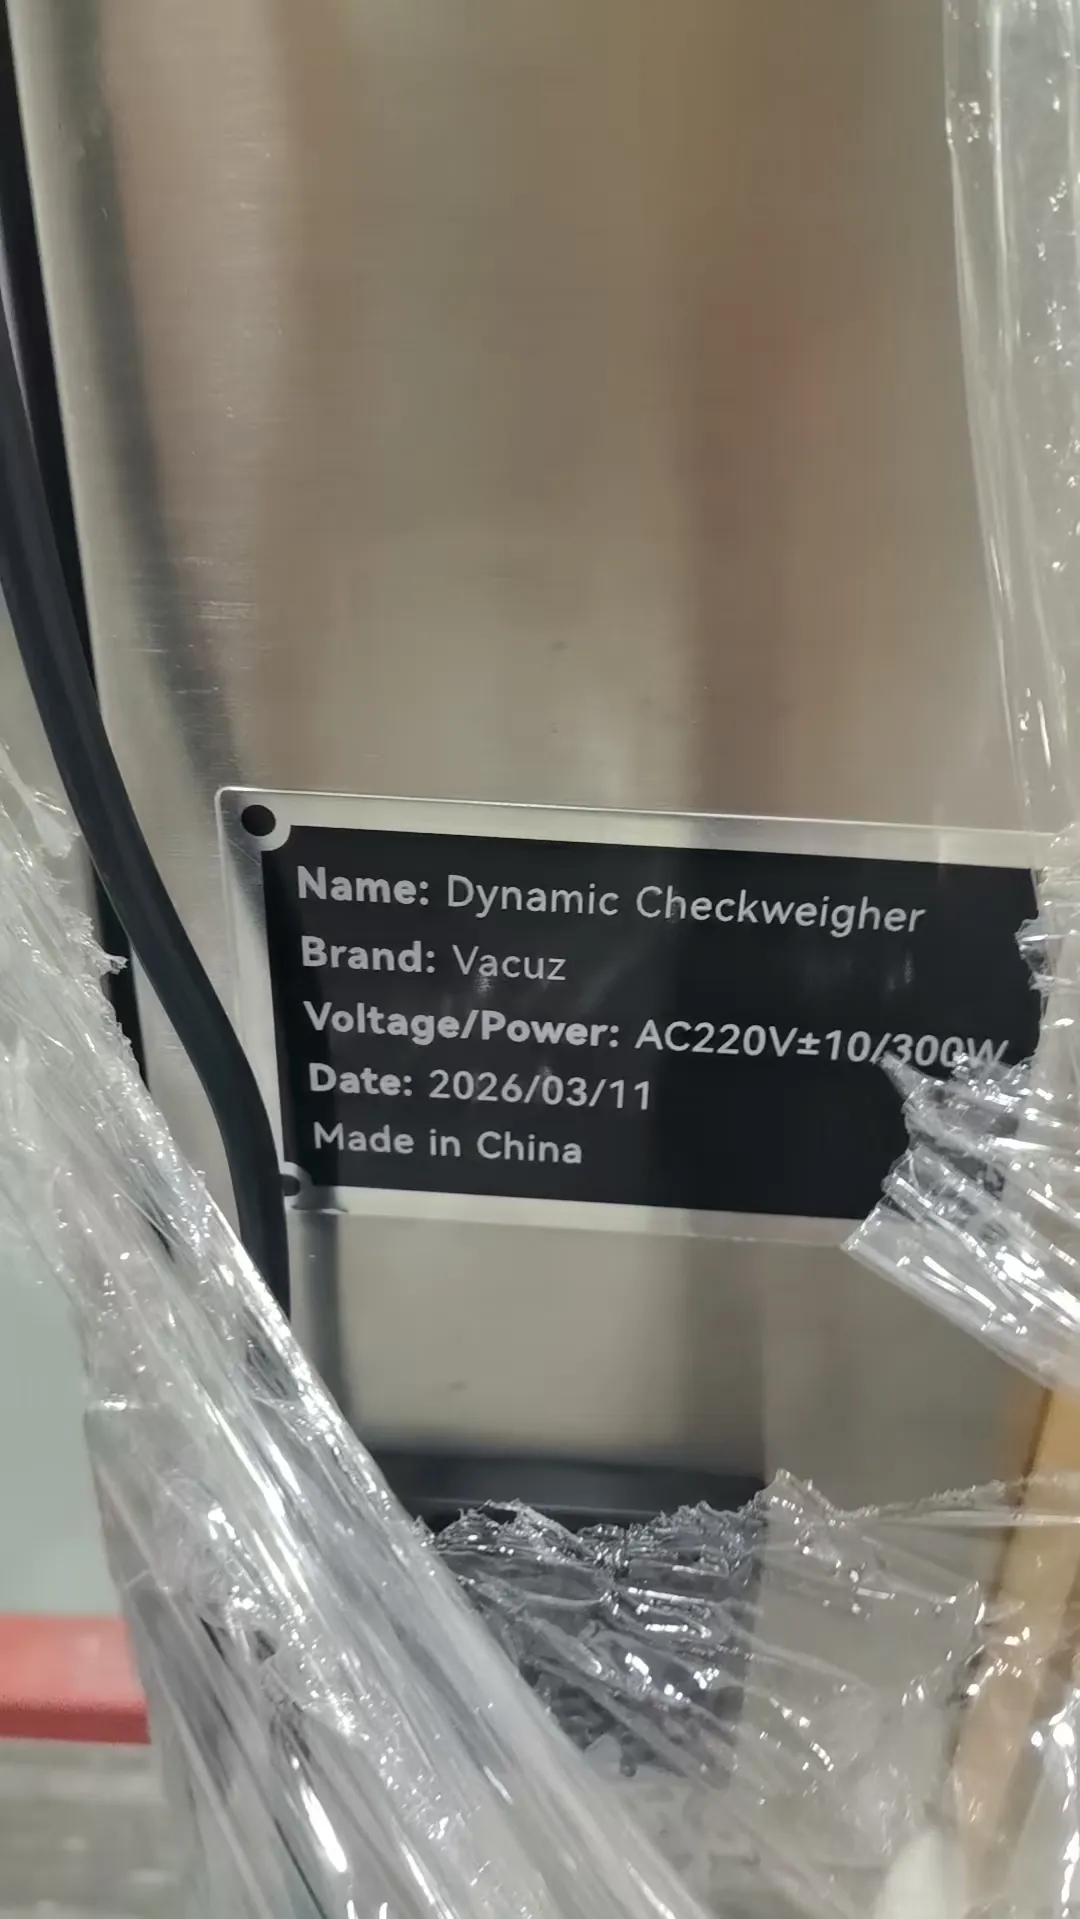 Name: Dynamic Checkweigher
Brand: Vacuz
Voltage/Power: AC220V±10/300W
Date: 2026/03/11
Made in China